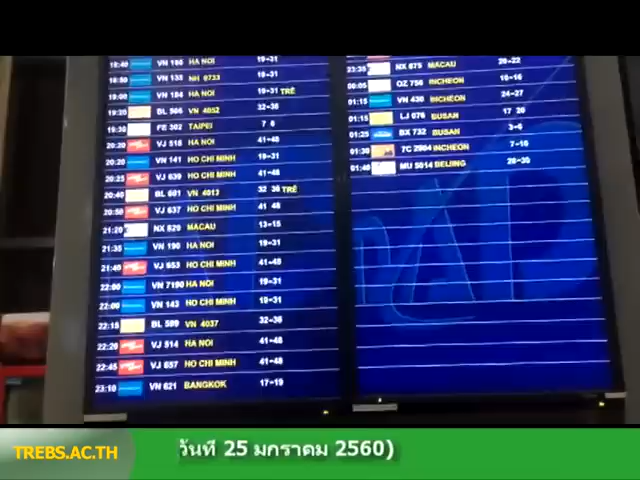 18:40 VN 186 HA NOI 19-31
18:50 VN 133 NH 0733 19-31
19:00 VN 184 HA NOI 19-31 TRỄ
19:20 BL 596 VN 4052 32-36
19:30 FE 302 TAIPEI 7 8
20:20 VJ 518 HA NOI 41-48
20:20 VN 141 HO CHI MINH 19-31
20:25 VJ 639 HO CHI MINH 41-48
20:40 BL 601 VN 4013 32 36 TRỄ
20:50 VJ 637 HO CHI MINH 41 48
21:20 NX 829 MACAU 13-15
21:35 VN 190 HA NOI 19-31
21:40 VJ 653 HO CHI MINH 41-48
22:00 VN 7190 HA NOI 19-31
22:00 VN 143 HO CHI MINH 19-31
22:15 BL 599 VN 4037 32-36
22:20 VJ 514 HA NOI 41-48
22:45 VJ 657 HO CHI MINH 41-48
23:10 VN 621 BANGKOK 17-19
23:35 NX 875 MACAU 20-22
00:05 OZ 756 INCHEON 10-16
01:15 VN 430 INCHEON 24-27
01:15 LJ 076 BUSAN 17 20
01:25 BX 732 BUSAN 3-6
01:30 7C 2904 INCHEON 7-10
01:40 MU 5014 BEIJING 28-30
TREBS.AC.TH
วันที่ 25 มกราคม 2560)